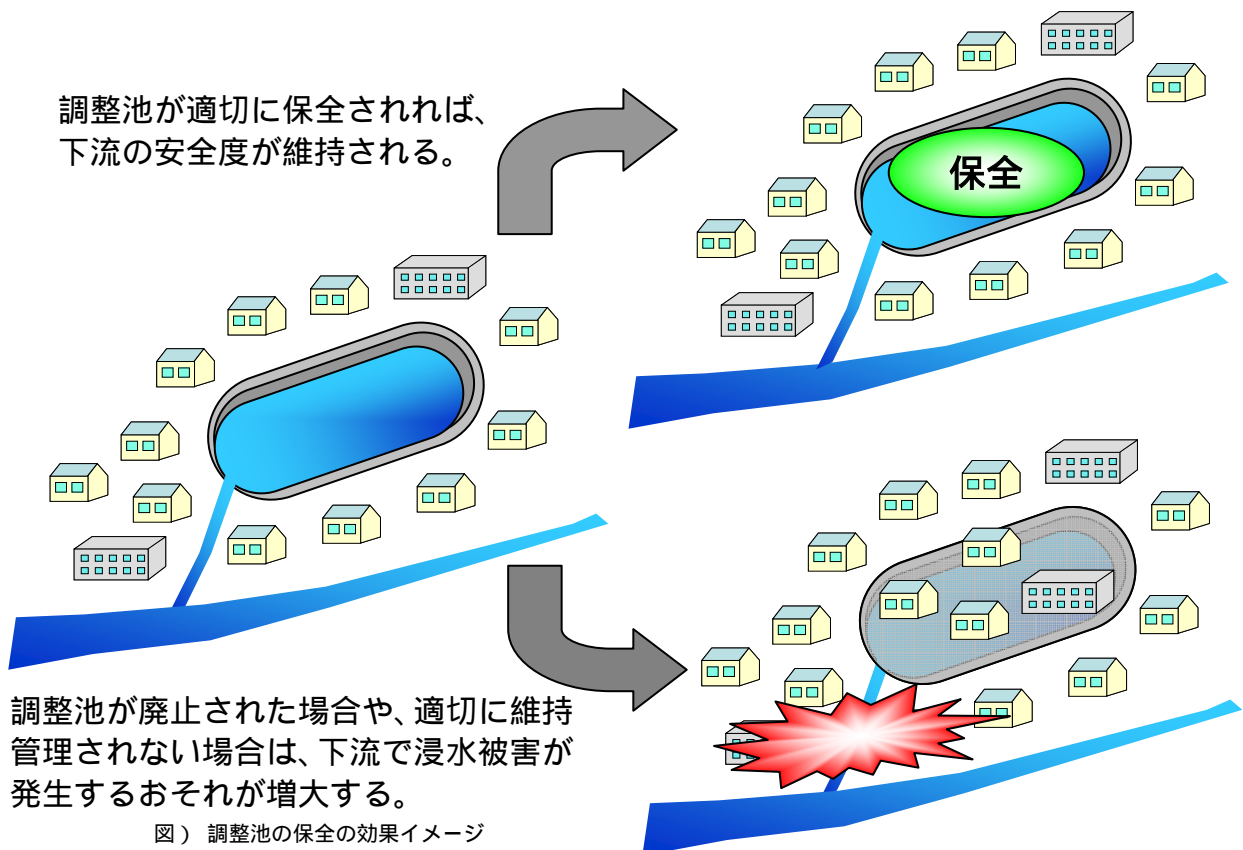 調整池が適切に保全されれば、
下流の安全度が維持される。
保全
調整池が廃止された場合や、適切に維持
管理されない場合は、下流で浸水被害が
発生するおそれが増大する。
図） 調整池の保全の効果イメージ